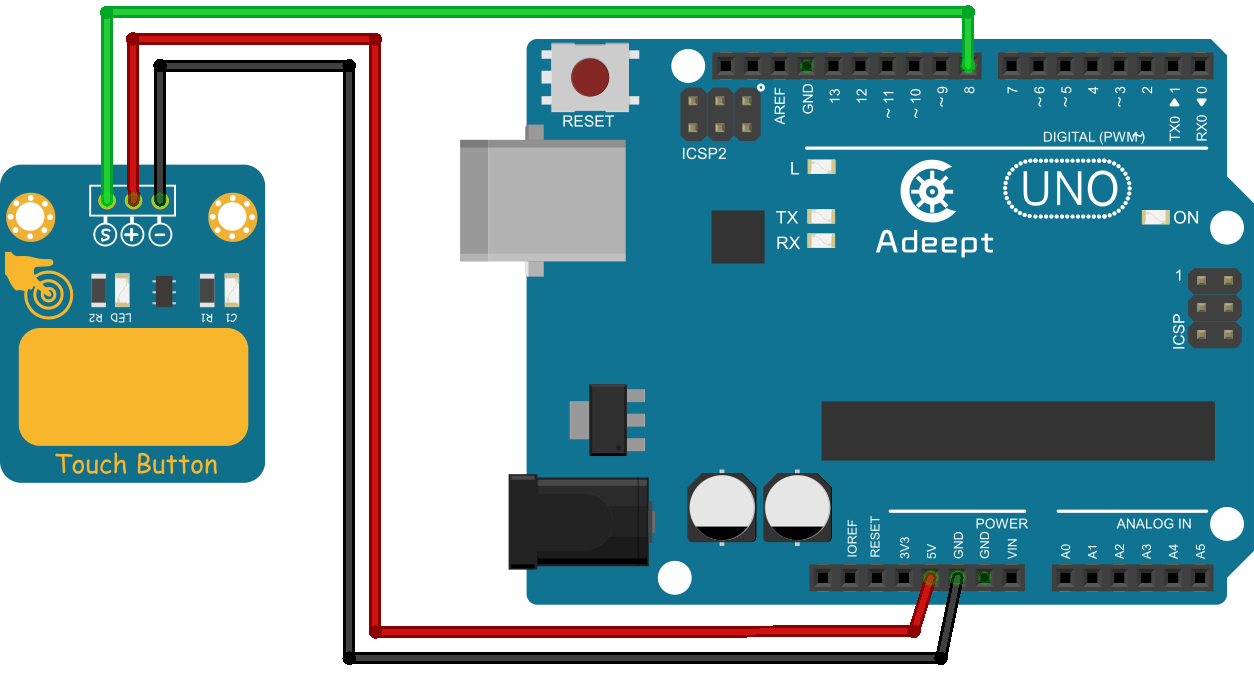 RESET
ICSP2
AREF
GND
13
12
~11
~10
~9
8
7
~6
~5
4
~3
2
TX0 ▶ 1
RX0 ◀ 0
DIGITAL (PWM~)
L
TX
RX
Adeept
UNO
ON
1
ICSP
S
+
−
R2
LED
R1
C1
Touch Button
POWER
ANALOG IN
IOREF
RESET
3V3
5V
GND
GND
VIN
A0
A1
A2
A3
A4
A5